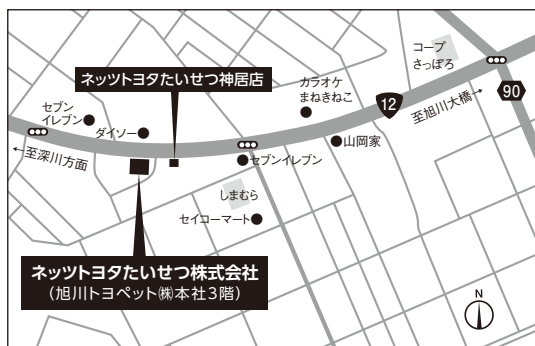 コープ
さっぽろ
90
ネッツトヨタたいせつ神居店
カラオケ
まねきねこ
12
至旭川大橋→
セブン
イレブン
ダイソー
山岡家
←至深川方面
セブンイレブン
しまむら
セイコーマート
ネッツトヨタたいせつ株式会社
(旭川トヨペット㈱本社3階)
N